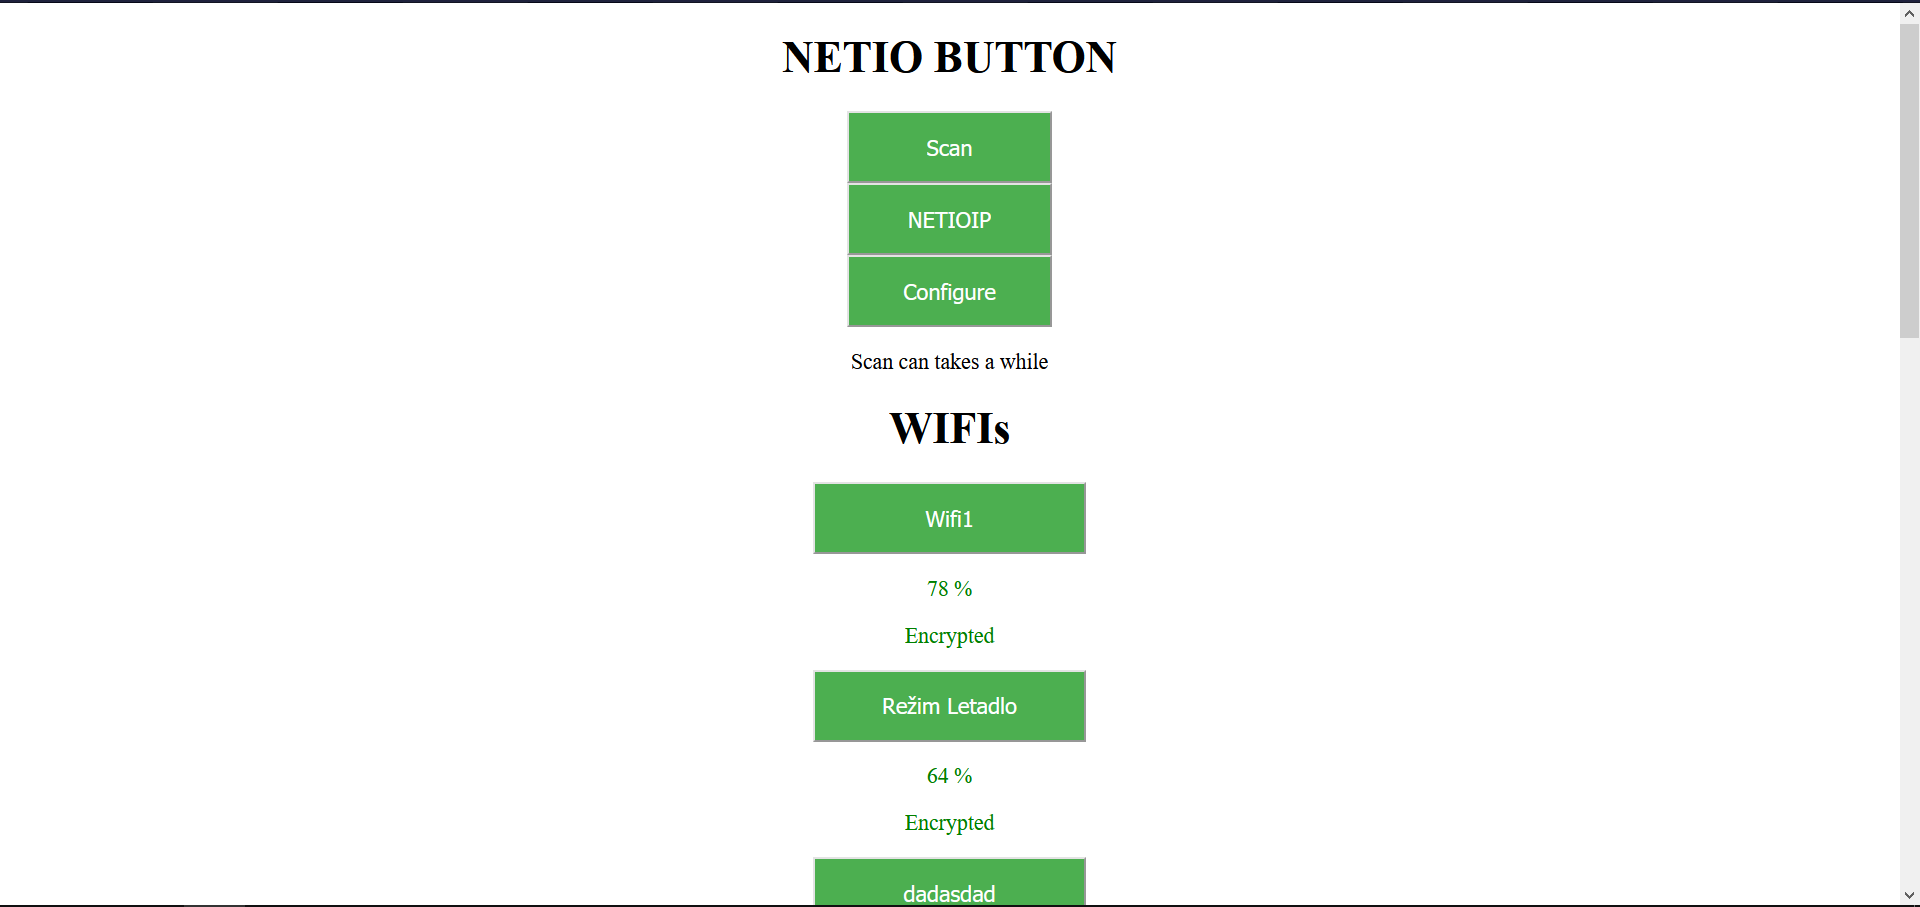 NETIO BUTTON
Scan
NETIOIP
Configure
Scan can takes a while
WIFIs
Wifi1
78 %
Encrypted
Režim Letadlo
64 %
Encrypted
dadasdad